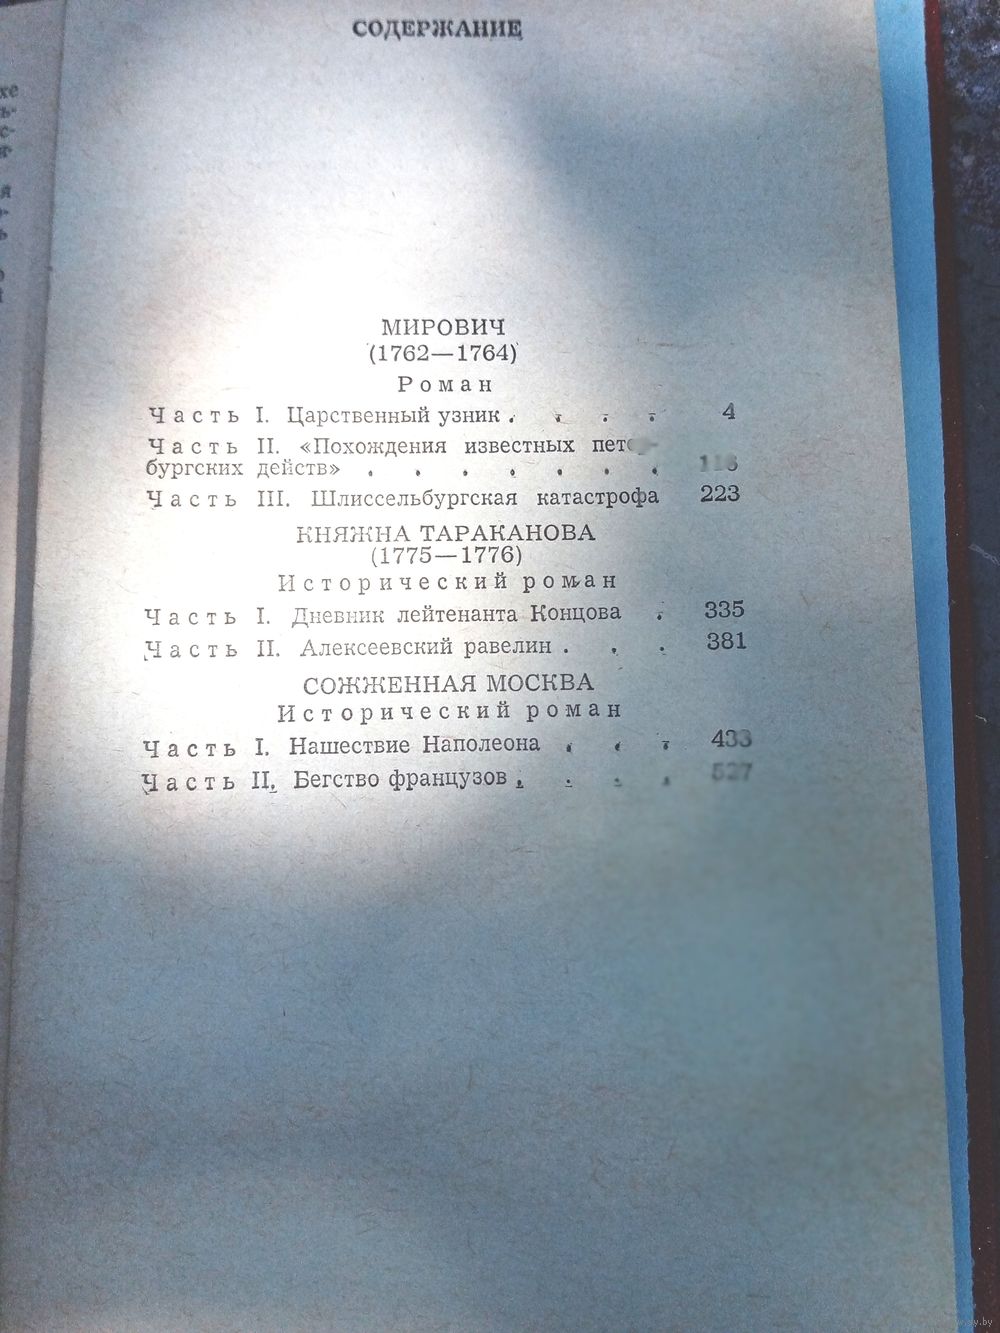 СОДЕРЖАНИЕ
МИРОВИЧ
(1762—1764)
Роман
Часть I. Царственный узник . . . . 4
Часть II. «Похождения известных
бургских действ» . . . . . . .
Часть III. Шлиссельбургская катастрофа 223
КНЯЖНА ТАРАКАНОВА
(1775—1776)
Исторический роман
Часть I. Дневник лейтенанта Концова . 335
Часть II. Алексеевский равелин . . . 381
СОЖЖЕННАЯ МОСКВА
Исторический роман
Часть I. Нашествие Наполеона . . . 433
Часть II. Бегство французов . . . . 527